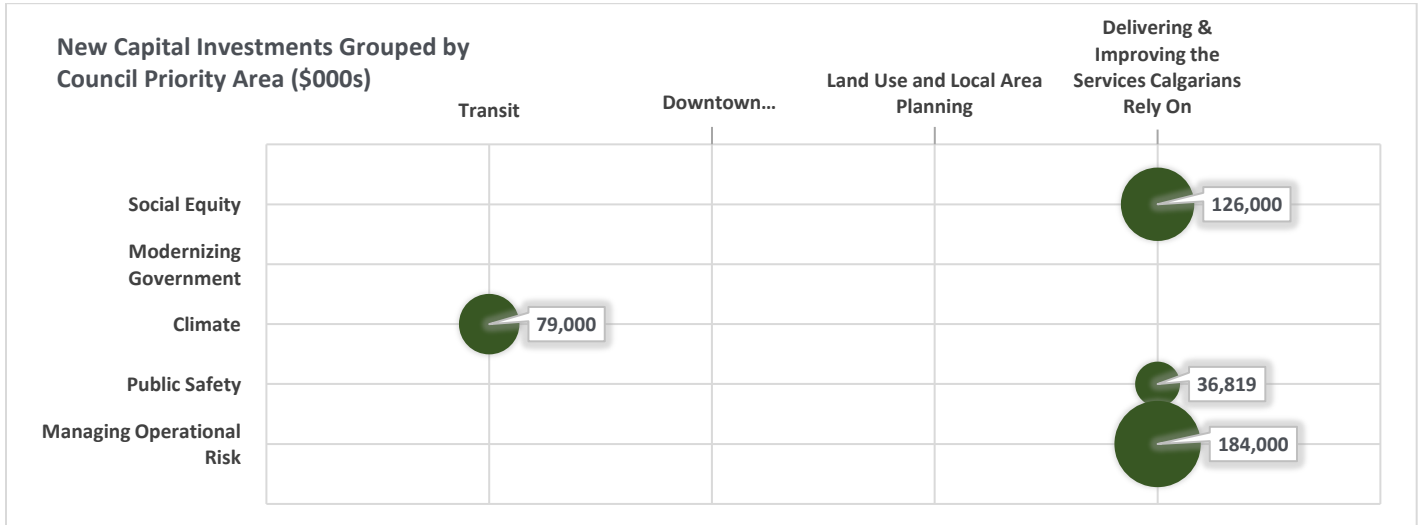 New Capital Investments Grouped by
Council Priority Area ($000s)
Transit
Downtown...
Land Use and Local Area
Planning
Delivering &
Improving the
Services Calgarians
Rely On
Social Equity
126,000
Modernizing
Government
Climate
79,000
Public Safety
36,819
Managing Operational
Risk
184,000